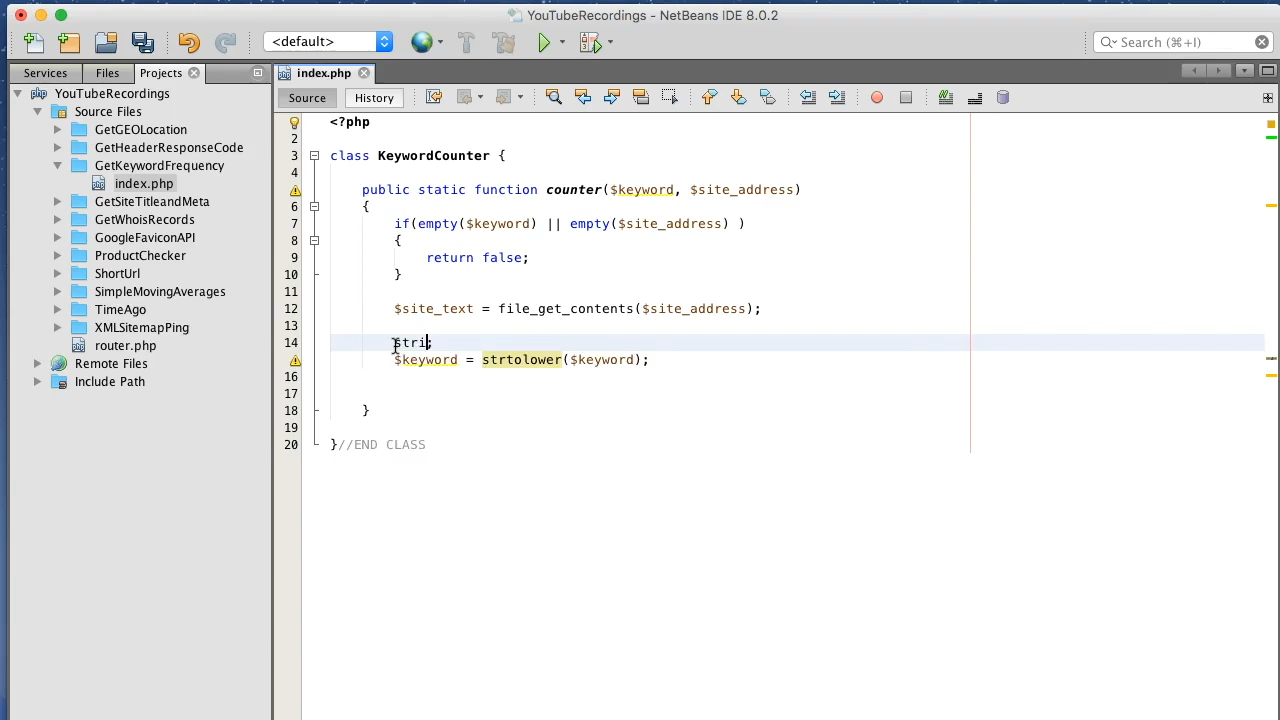 YouTubeRecordings - NetBeans IDE 8.0.2
<default>
Search (⌘+I)
Services
Files
Projects
index.php
YouTubeRecordings
Source Files
GetGEOLocation
GetHeaderResponseCode
GetKeywordFrequency
index.php
GetSiteTitleandMeta
GetWhoisRecords
GoogleFaviconAPI
ProductChecker
ShortUrl
SimpleMovingAverages
TimeAgo
XMLSitemapPing
router.php
Remote Files
Include Path
Source
History
<?php
2
3 class KeywordCounter {
4
public static function counter($keyword, $site_address)
6 {
7 if(empty($keyword) || empty($site_address) )
8 {
9 return false;
10 }
11
12 $site_text = file_get_contents($site_address);
13
14 stri;
$keyword = strtolower($keyword);
16
17
18 }
19
20 }//END CLASS